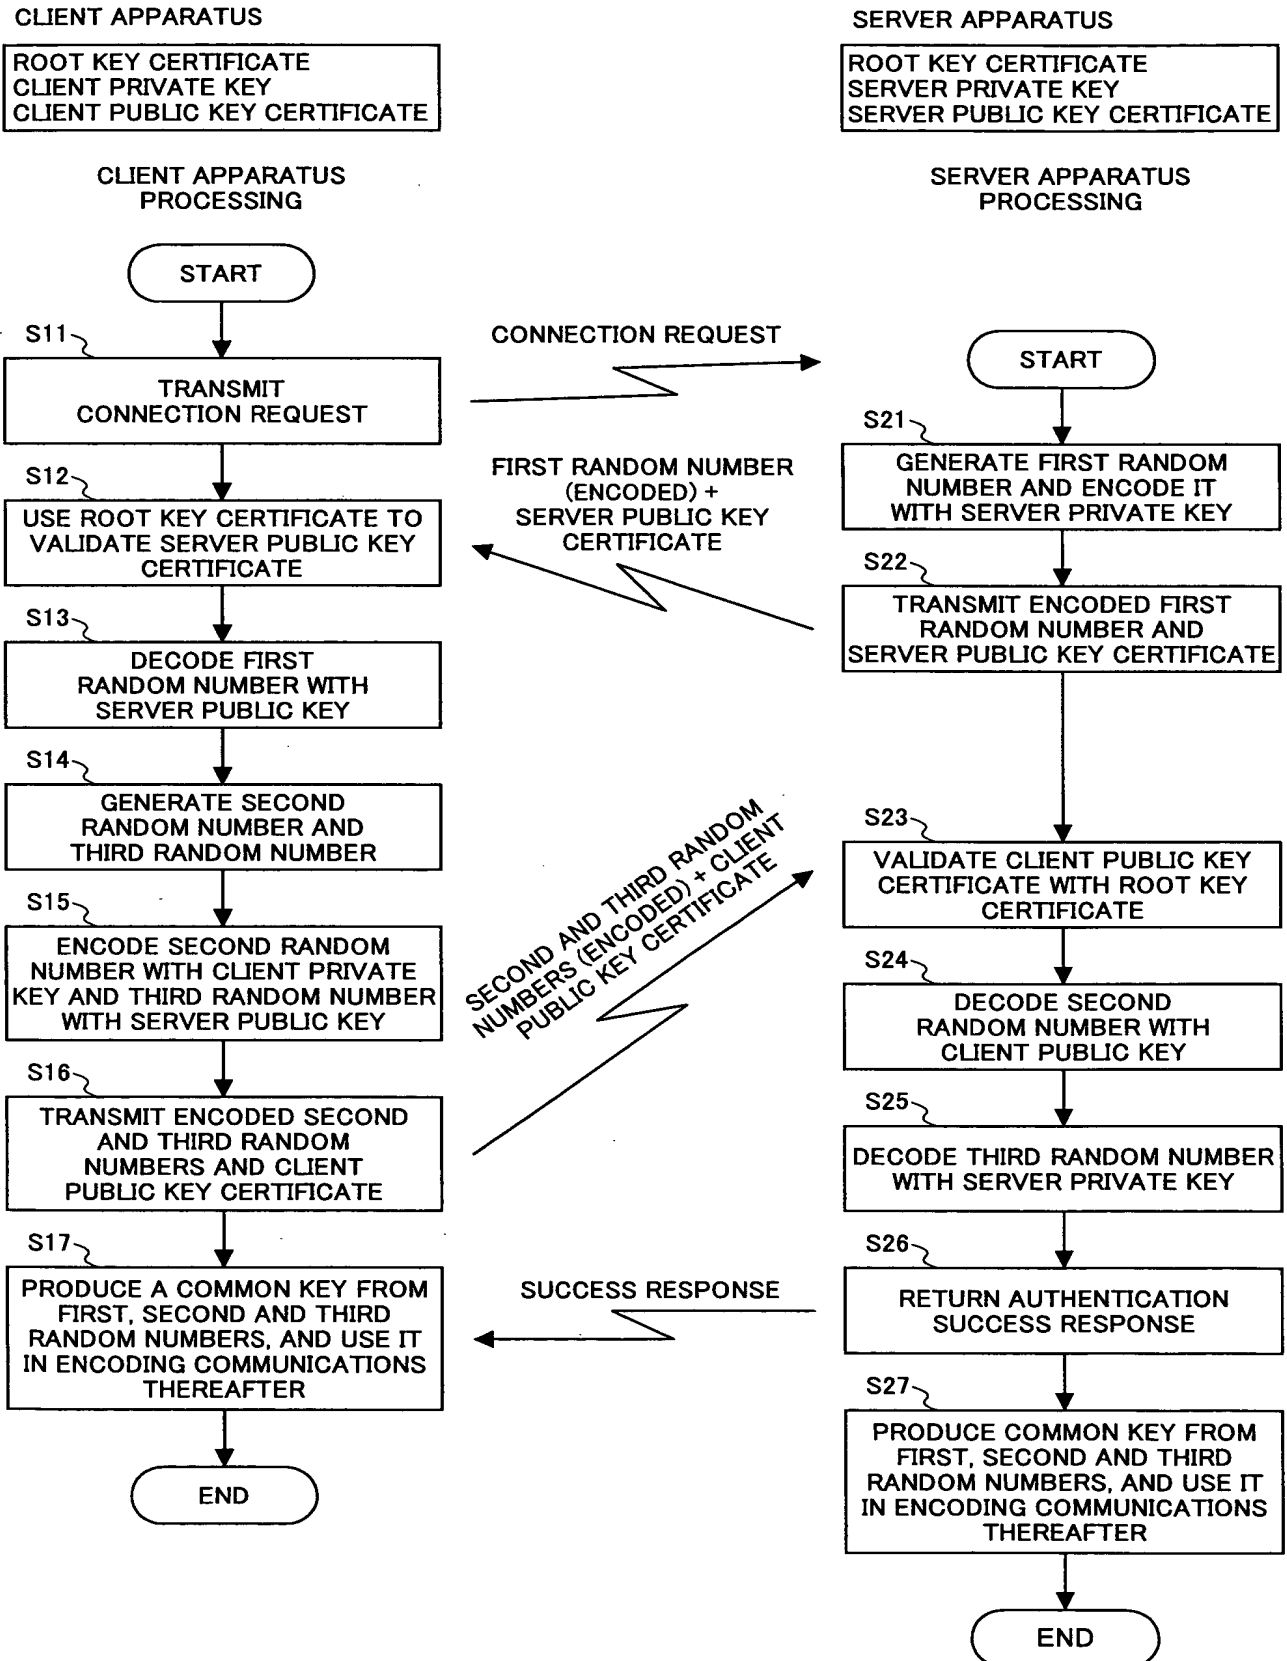 CLIENT APPARATUS
ROOT KEY CERTIFICATE
CLIENT PRIVATE KEY
CLIENT PUBLIC KEY CERTIFICATE
CLIENT APPARATUS
PROCESSING
SERVER APPARATUS
ROOT KEY CERTIFICATE
SERVER PRIVATE KEY
SERVER PUBLIC KEY CERTIFICATE
SERVER APPARATUS
PROCESSING
START
S11
TRANSMIT
CONNECTION REQUEST
S12
USE ROOT KEY CERTIFICATE TO
VALIDATE SERVER PUBLIC KEY
CERTIFICATE
S13
DECODE FIRST
RANDOM NUMBER WITH
SERVER PUBLIC KEY
S14
GENERATE SECOND
RANDOM NUMBER AND
THIRD RANDOM NUMBER
S15
ENCODE SECOND RANDOM
NUMBER WITH CLIENT PRIVATE
KEY AND THIRD RANDOM NUMBER
WITH SERVER PUBLIC KEY
S16
TRANSMIT ENCODED SECOND
AND THIRD RANDOM
NUMBERS AND CLIENT
PUBLIC KEY CERTIFICATE
S17
PRODUCE A COMMON KEY FROM
FIRST, SECOND AND THIRD
RANDOM NUMBERS, AND USE IT
IN ENCODING COMMUNICATIONS
THEREAFTER
END
CONNECTION REQUEST
FIRST RANDOM NUMBER
(ENCODED) +
SERVER PUBLIC KEY
CERTIFICATE
SECOND AND THIRD RANDOM
NUMBERS (ENCODED) + CLIENT
PUBLIC KEY CERTIFICATE
SUCCESS RESPONSE
START
S21
GENERATE FIRST RANDOM
NUMBER AND ENCODE IT
WITH SERVER PRIVATE KEY
S22
TRANSMIT ENCODED FIRST
RANDOM NUMBER AND
SERVER PUBLIC KEY CERTIFICATE
S23
VALIDATE CLIENT PUBLIC KEY
CERTIFICATE WITH ROOT KEY
CERTIFICATE
S24
DECODE SECOND
RANDOM NUMBER WITH
CLIENT PUBLIC KEY
S25
DECODE THIRD RANDOM NUMBER
WITH SERVER PRIVATE KEY
S26
RETURN AUTHENTICATION
SUCCESS RESPONSE
S27
PRODUCE COMMON KEY FROM
FIRST, SECOND AND THIRD
RANDOM NUMBERS, AND USE IT
IN ENCODING COMMUNICATIONS
THEREAFTER
END